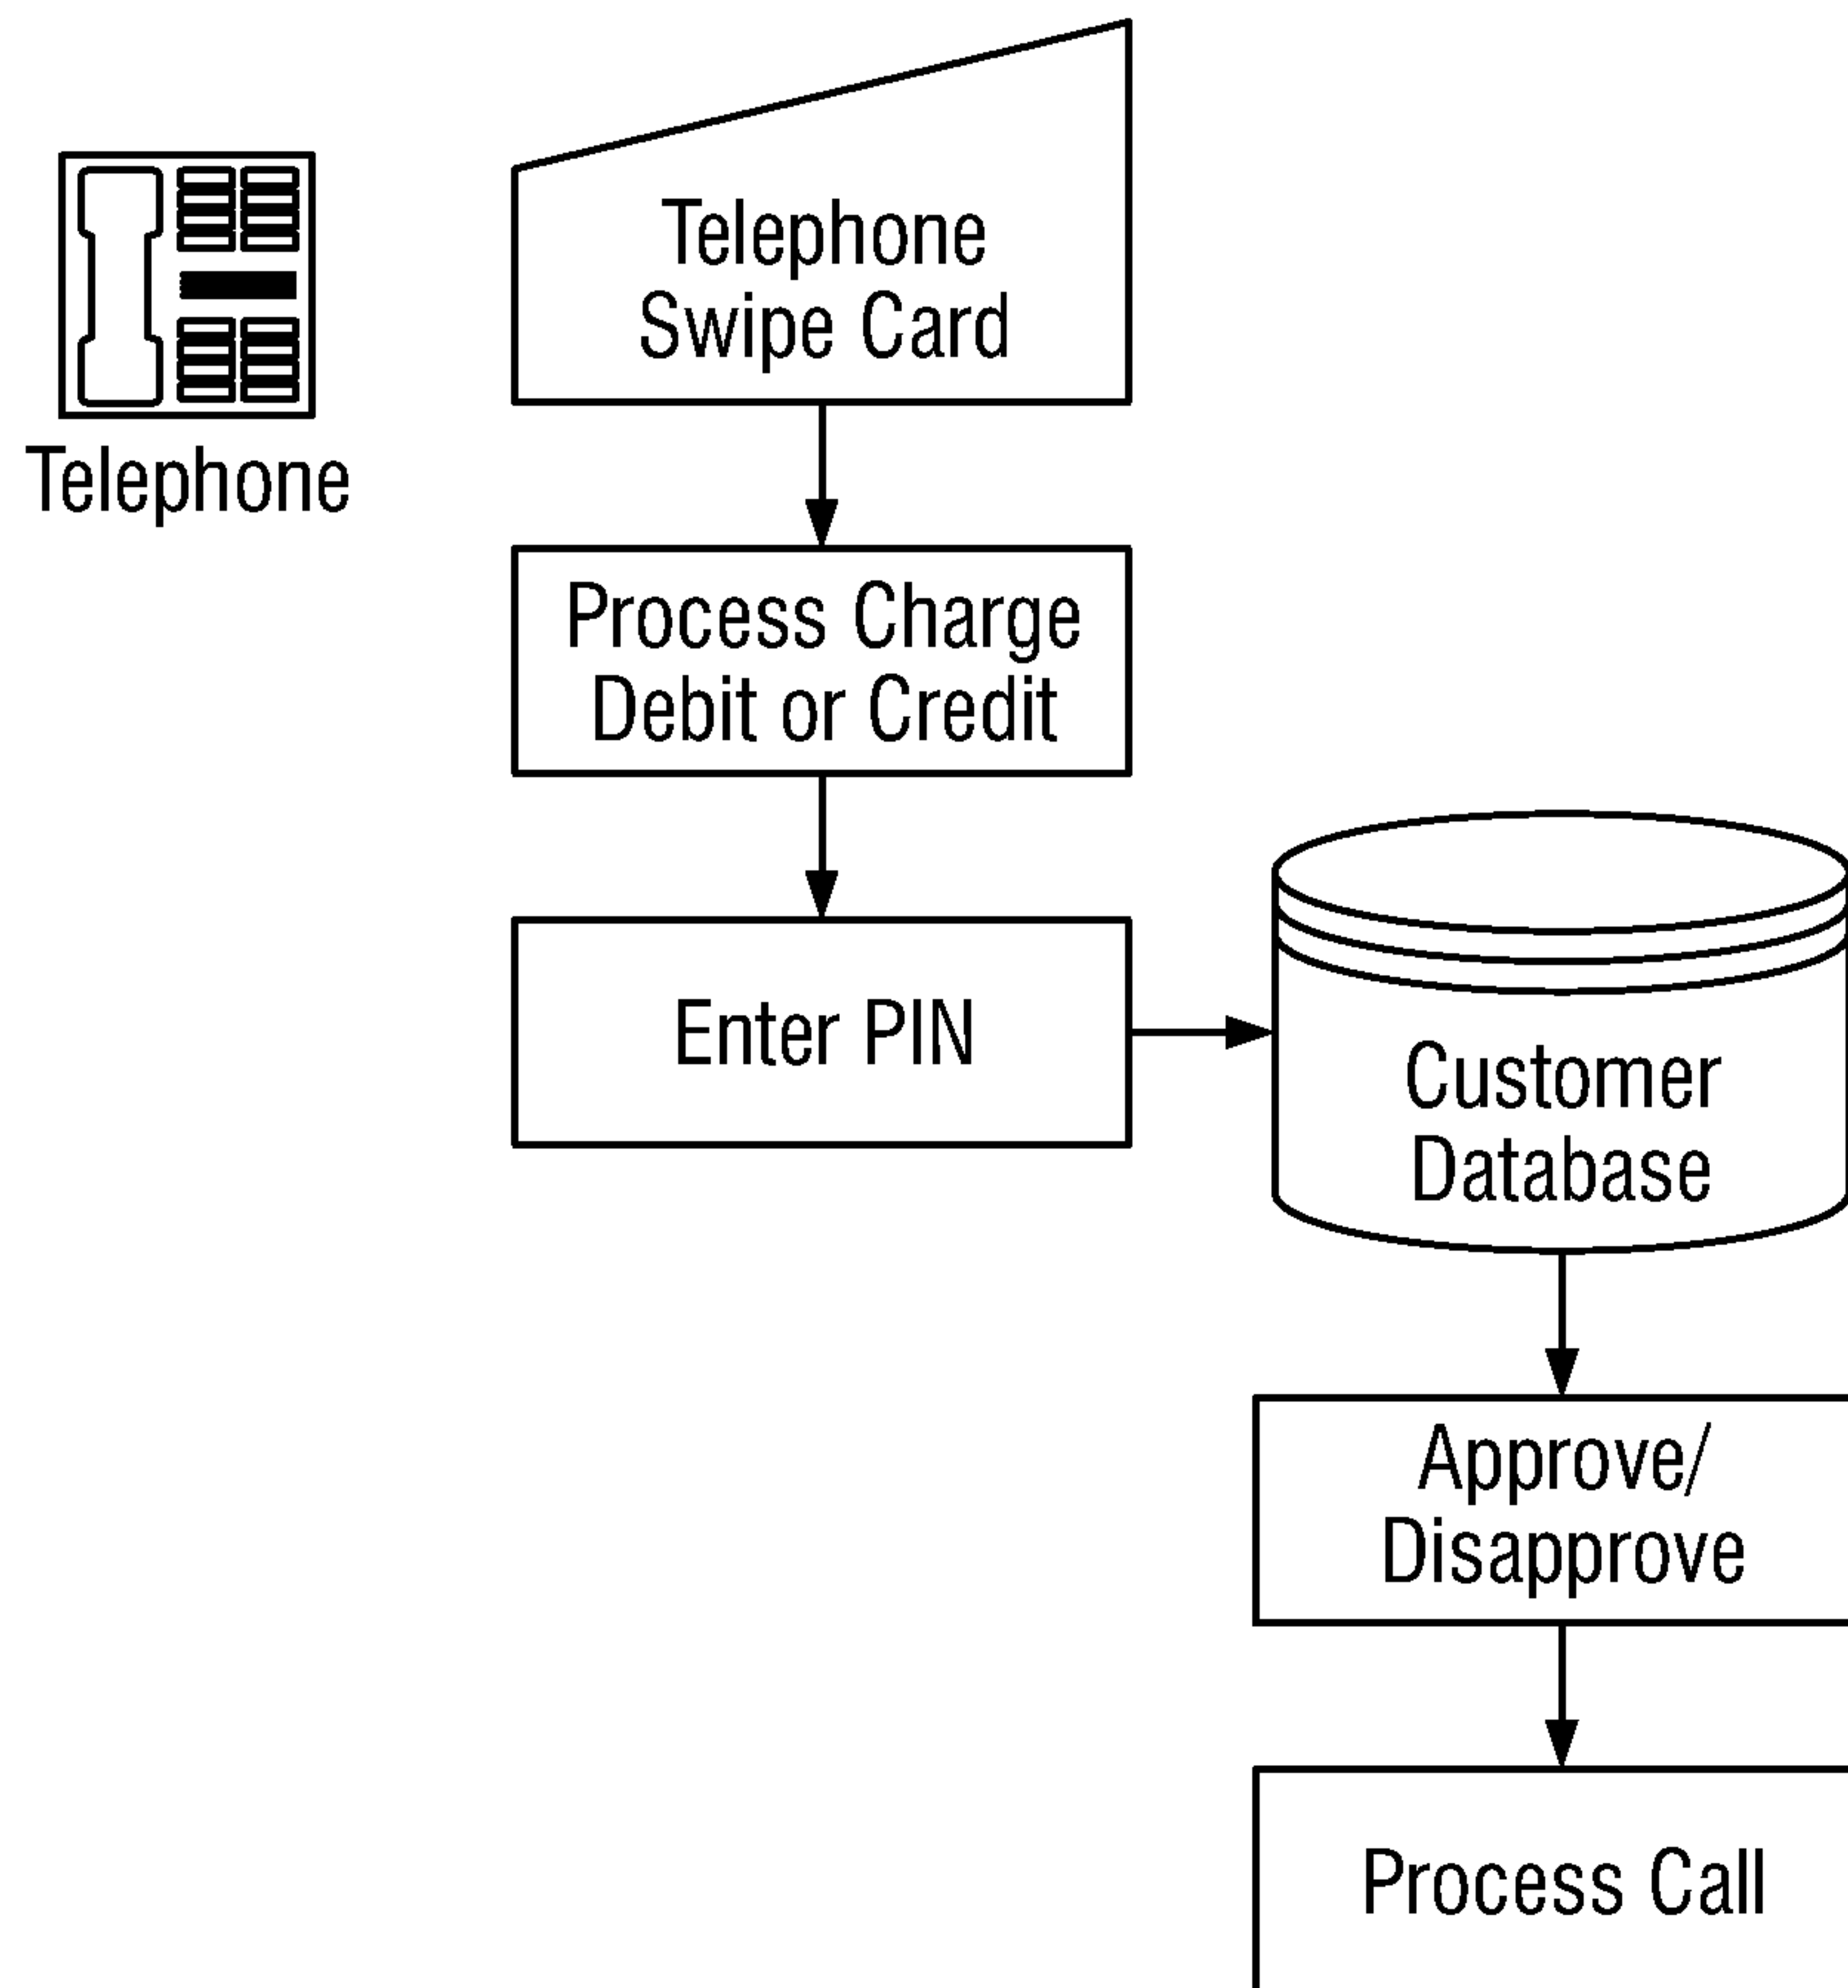 Telephone
Telephone
Swipe Card
Process Charge
Debit or Credit
Enter PIN
Customer
Database
Approve/
Disapprove
Process Call